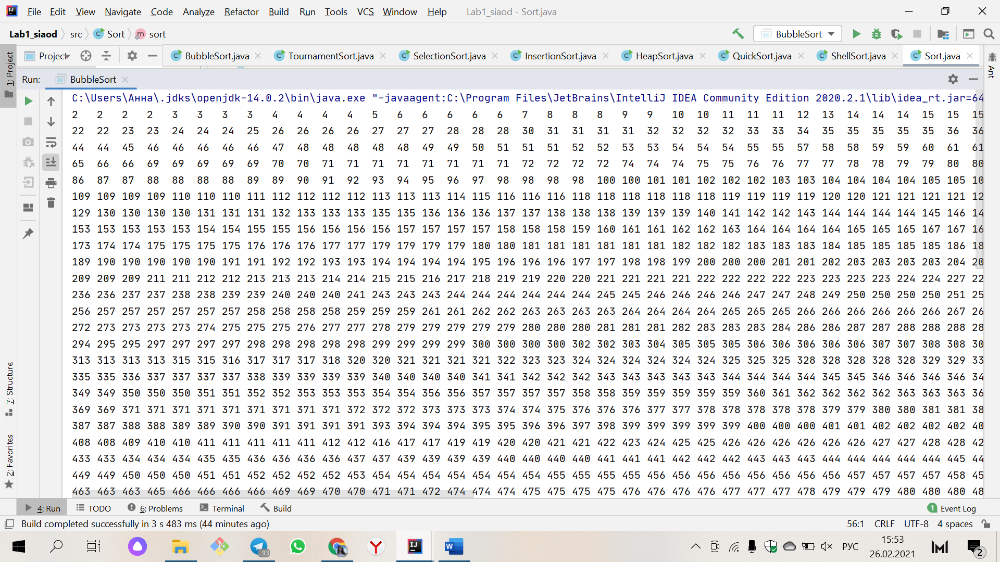 File Edit View Navigate Code Analyze Refactor Build Run Tools VCS Window Help Lab1_siaod - Sort.java
Lab1_siaod src Sort sort BubbleSort
Project BubbleSort.java TournamentSort.java SelectionSort.java InsertionSort.java HeapSort.java QuickSort.java ShellSort.java Sort.java
1: Project
Ant
Run: BubbleSort
C:\Users\Анна\.jdks\openjdk-14.0.2\bin\java.exe "-javaagent:C:\Program Files\JetBrains\IntelliJ IDEA Community Edition 2020.2.1\lib\idea_rt.jar=64
2 2 2 2 3 3 3 3 4 4 4 4 5 6 6 6 6 6 7 8 8 8 9 9 10 10 11 11 11 12 13 14 14 14 15 15 15
22 22 23 23 24 24 24 25 26 26 26 26 27 27 27 28 28 28 30 31 31 31 31 32 32 32 32 33 33 34 35 35 35 35 35 36 36
44 44 45 46 46 46 46 46 47 48 48 48 48 48 49 49 50 51 51 51 52 52 53 53 54 54 54 55 55 57 58 58 59 59 60 61 61
65 66 66 69 69 69 69 69 70 70 71 71 71 71 71 71 71 71 72 72 72 72 74 74 74 75 75 76 76 77 77 78 78 79 79 80 80
86 87 87 88 88 88 88 89 89 90 91 92 93 94 95 96 97 98 98 98 98 100 100 101 101 102 102 102 103 103 104 104 104 104 105 105 10
109 109 109 109 110 110 110 111 112 112 112 112 113 113 113 114 115 116 116 116 118 118 118 118 118 118 119 119 119 119 120 120 121 121 121 121 12
129 130 130 130 130 131 131 131 132 133 133 133 135 135 136 136 136 137 137 138 138 138 139 139 139 140 141 142 142 143 144 144 144 144 145 146 14
153 153 153 153 153 154 154 155 155 156 156 156 156 157 157 157 157 158 158 158 159 160 161 161 162 162 163 164 164 164 164 165 165 165 167 167 16
173 174 174 175 175 175 175 176 176 176 177 177 179 179 179 179 180 180 181 181 181 181 181 181 182 182 182 183 183 183 184 185 185 185 185 186 18
189 190 190 190 190 190 191 191 192 192 193 193 194 194 194 194 195 196 196 196 197 197 198 198 199 200 200 200 201 201 202 203 203 203 203 204 20
209 209 209 211 211 212 212 213 213 213 214 214 215 215 216 217 218 219 219 220 220 221 221 221 221 222 222 222 222 223 223 223 223 224 224 227 22
236 236 237 237 238 238 239 239 240 240 240 241 243 243 243 244 244 244 244 244 244 245 245 246 246 246 246 247 247 248 249 250 250 250 250 251 25
256 257 257 257 257 257 257 258 258 258 258 259 259 259 261 261 262 262 263 263 263 263 264 264 264 264 265 265 265 266 266 266 266 266 266 267 26
272 273 273 273 273 274 275 275 275 276 277 277 278 279 279 279 279 279 280 280 280 281 281 281 282 283 283 283 284 286 286 287 287 288 288 288 28
294 295 295 297 297 297 297 298 298 298 298 298 299 299 299 299 300 300 300 300 302 302 303 304 305 305 305 306 306 306 306 306 307 307 308 308 30
313 313 313 313 315 315 316 317 317 317 318 320 320 321 321 321 321 322 323 323 324 324 324 324 324 324 325 325 325 328 328 328 328 328 329 329 33
335 335 336 337 337 337 337 338 339 339 339 339 340 340 340 340 341 341 342 342 342 343 343 343 343 343 344 344 344 344 345 345 346 346 346 346 34
349 349 350 350 350 351 351 352 352 353 353 353 354 354 356 356 357 357 357 357 358 358 359 359 359 359 359 360 361 362 362 362 362 363 363 363 36
369 369 371 371 371 371 371 371 371 371 371 372 372 372 373 373 373 374 374 375 376 376 376 377 377 378 378 378 378 378 379 379 380 380 381 381 38
387 387 388 388 389 389 390 390 391 391 391 391 393 394 394 394 395 395 396 396 397 398 399 399 399 399 399 400 400 400 401 401 402 402 402 402 40
408 408 409 410 410 411 411 411 411 411 412 412 416 417 417 419 419 420 420 421 421 422 423 424 425 425 426 426 426 426 426 426 427 427 428 428 42
433 433 434 434 434 435 435 436 436 436 436 437 437 439 439 439 439 440 440 440 440 441 441 441 442 442 442 443 443 443 444 444 444 444 444 445 44
449 449 450 450 450 451 451 452 452 452 452 453 454 454 454 454 454 454 454 455 455 455 455 456 456 456 456 456 456 456 456 457 457 457 457 458 45
463 463 463 465 466 466 466 466 469 469 470 470 471 471 472 474 474 474 475 475 475 475 476 476 476 476 477 477 477 478 479 479 479 480 480 480 48
7: Structure
2: Favorites
4: Run TODO 6: Problems Terminal Build 1 Event Log
Build completed successfully in 3 s 483 ms (44 minutes ago) 56:1 CRLF UTF-8 4 spaces
..93 РУС 15:53
26.02.2021 2